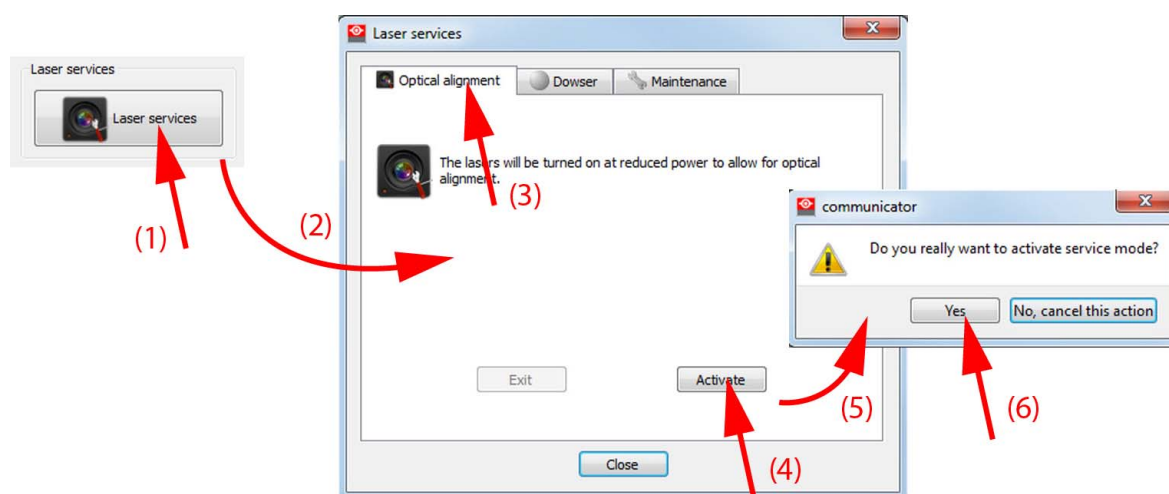 Laser services
Laser services
(1)
(2)
Laser services
Optical alignment
Dowser
Maintenance
The lasers will be turned on at reduced power to allow for optical
alignment.
(3)
Exit
Activate
Close
(4)
(5)
communicator
Do you really want to activate service mode?
Yes
No, cancel this action
(6)